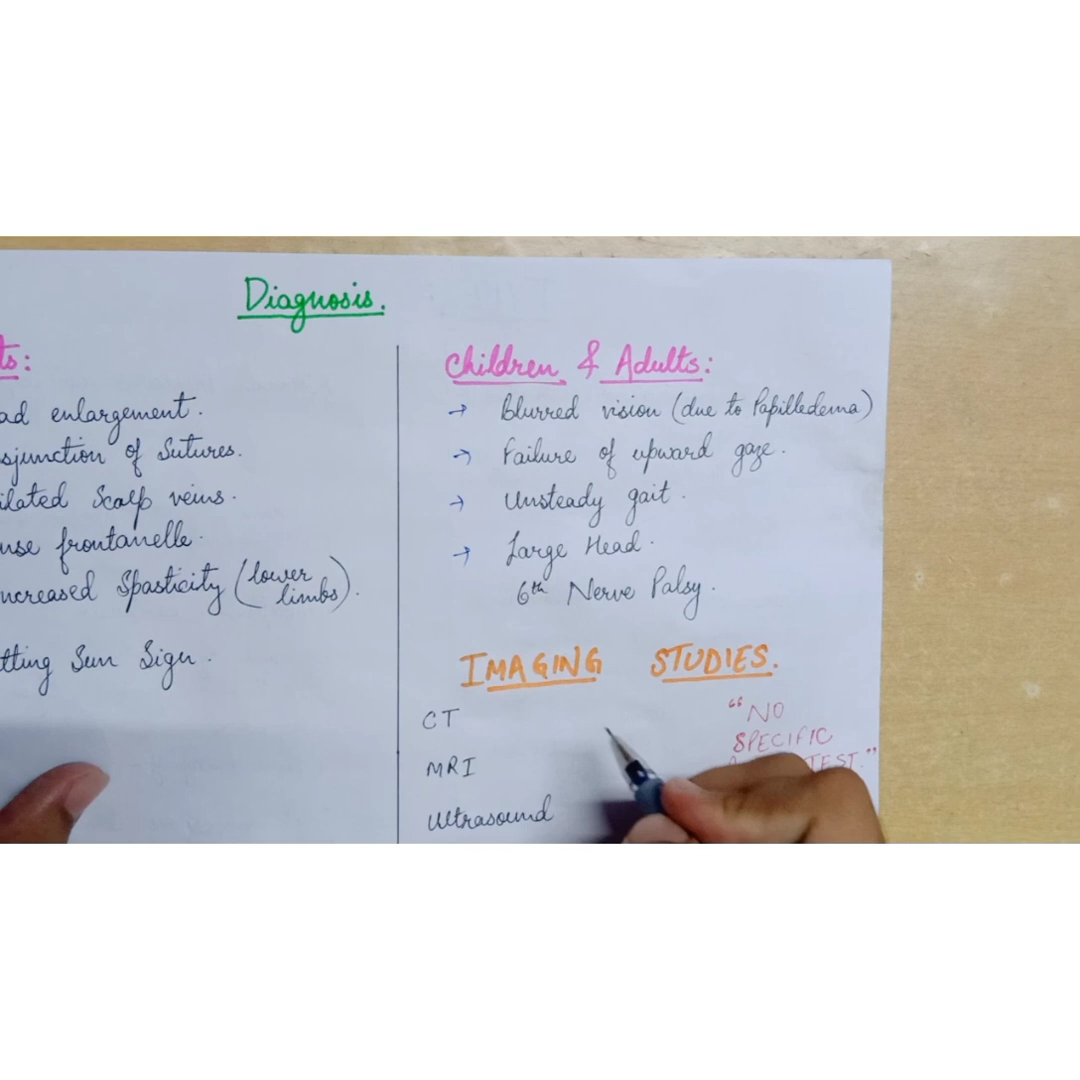 Diagnosis.
ts:
ad enlargement.
sjunction of Sutures.
ilated Scalp veins.
nse frontanelle.
ncreased Spasticity (lower limbs).
tting Sun Sign.
Children & Adults:
→ Blurred vision (due to Papilledema)
→ Failure of upward gaze.
→ Unsteady gait.
→ Large Head.
6th Nerve Palsy.
IMAGING STUDIES.
CT
MRI
Ultrasound
"NO
SPECIFIC
TEST."